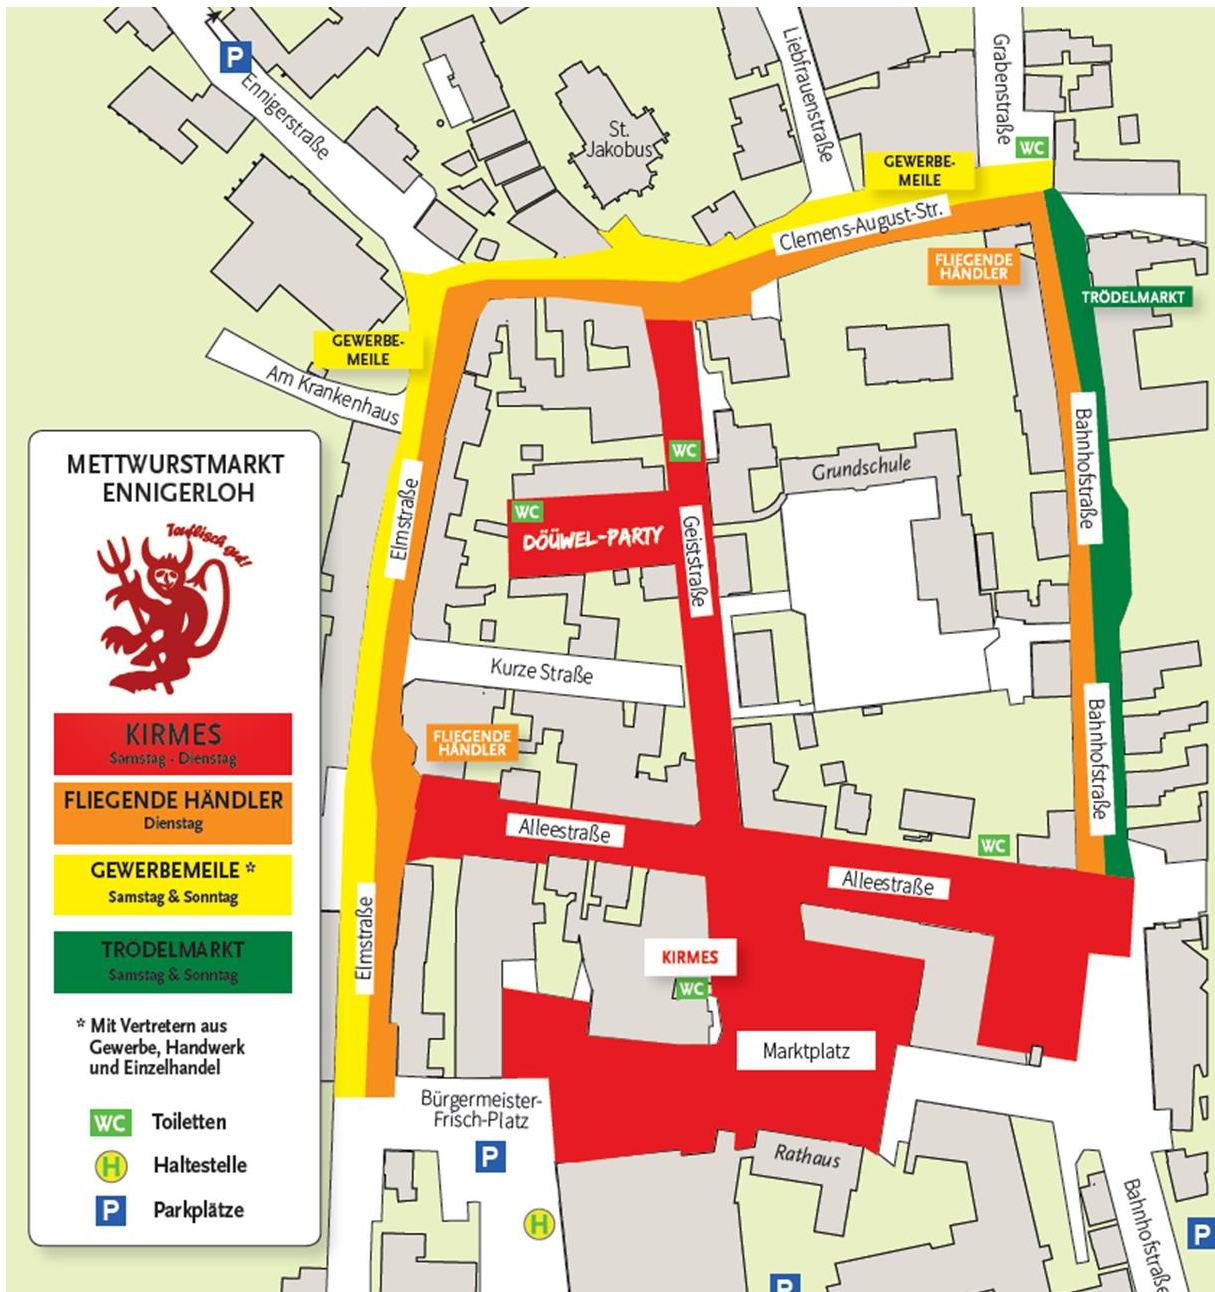 P
Ennigerstraße
St.
Jakobus
Liebfrauenstraße
Grabenstraße
WC
GEWERBE-
MEILE
Clemens-August-Str.
FLIEGENDE
HÄNDLER
TRÖDELMARKT
GEWERBE-
MEILE
Am Krankenhaus
METTWURSTMARKT
ENNIGERLOH
Teuflisch gut!
KIRMES
Samstag - Dienstag
FLIEGENDE HÄNDLER
Dienstag
GEWERBEMEILE *
Samstag & Sonntag
TRÖDELMARKT
Samstag & Sonntag
* Mit Vertretern aus
Gewerbe, Handwerk
und Einzelhandel
WC Toiletten
H Haltestelle
P Parkplätze
Elmstraße
WC
WC
DÖÜWEL-PARTY
Geiststraße
Grundschule
Bahnhofstraße
Kurze Straße
FLIEGENDE
HÄNDLER
Bahnhofstraße
Alleestraße
WC
Alleestraße
Elmstraße
KIRMES
WC
Marktplatz
Bürgermeister-
Frisch-Platz
P
Rathaus
H
Bahnhofstraße
P
P